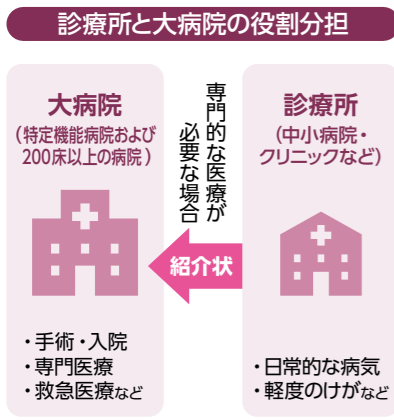 診療所と大病院の役割分担
大病院
（特定機能病院および
200床以上の病院）
・手術・入院
・専門医療
・救急医療など
専門的な医療が
必要な場合
紹介状
診療所
（中小病院・
クリニックなど）
・日常的な病気
・軽度のけがなど